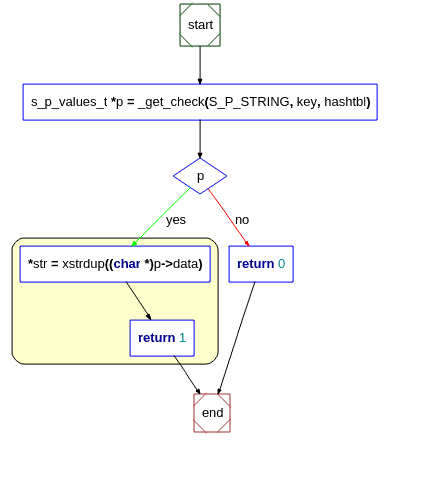 start
s_p_values_t *p = _get_check(S_P_STRING, key, hashtbl)
p
yes
no
*str = xstrdup((char *)p->data)
return 0
return 1
end